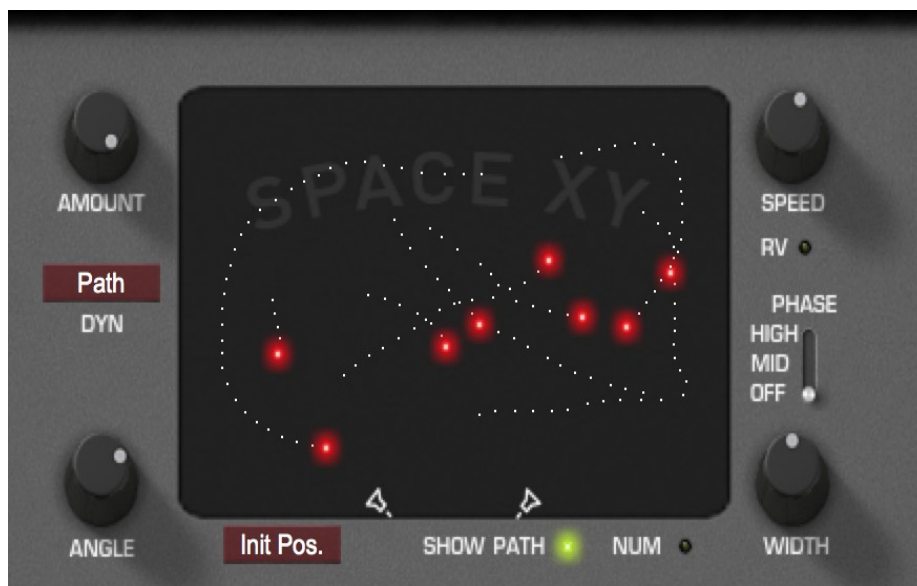 SPACE XY
AMOUNT
SPEED
RV
Path
DYN
PHASE
HIGH
MID
OFF
ANGLE
Init Pos.
SHOW PATH
NUM
WIDTH